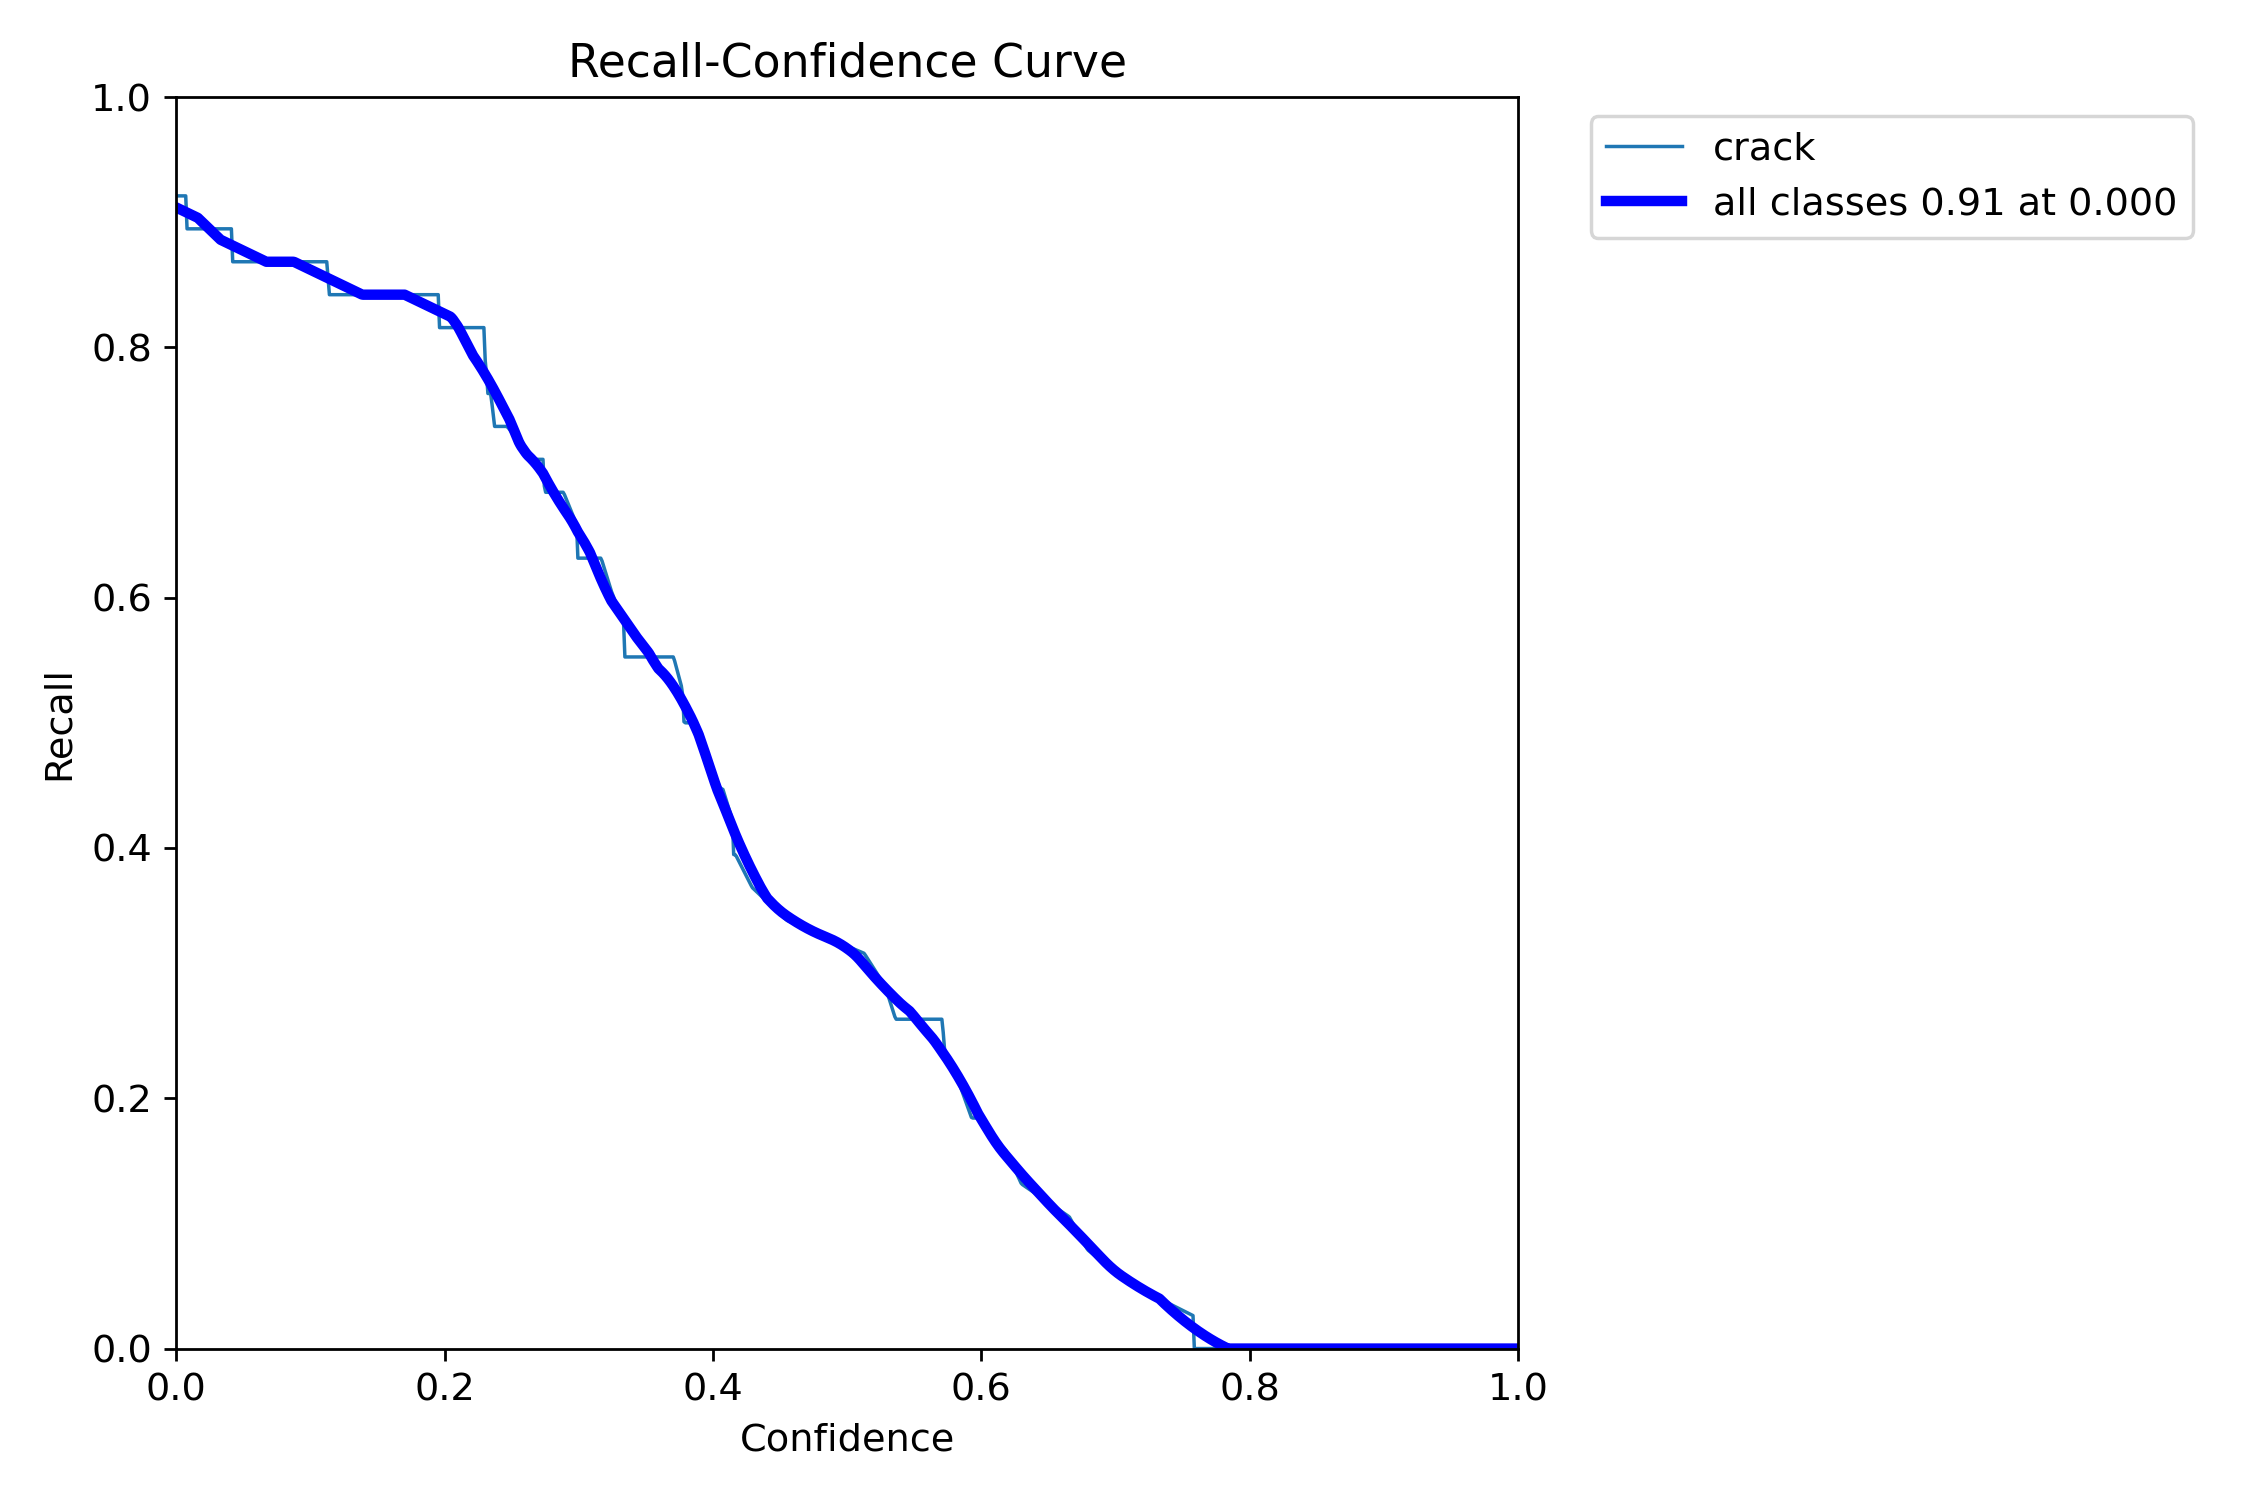 Recall-Confidence Curve
1.0
0.8
0.6
0.4
0.2
0.0
Recall
0.0 0.2 0.4 0.6 0.8 1.0
Confidence
crack
all classes 0.91 at 0.000